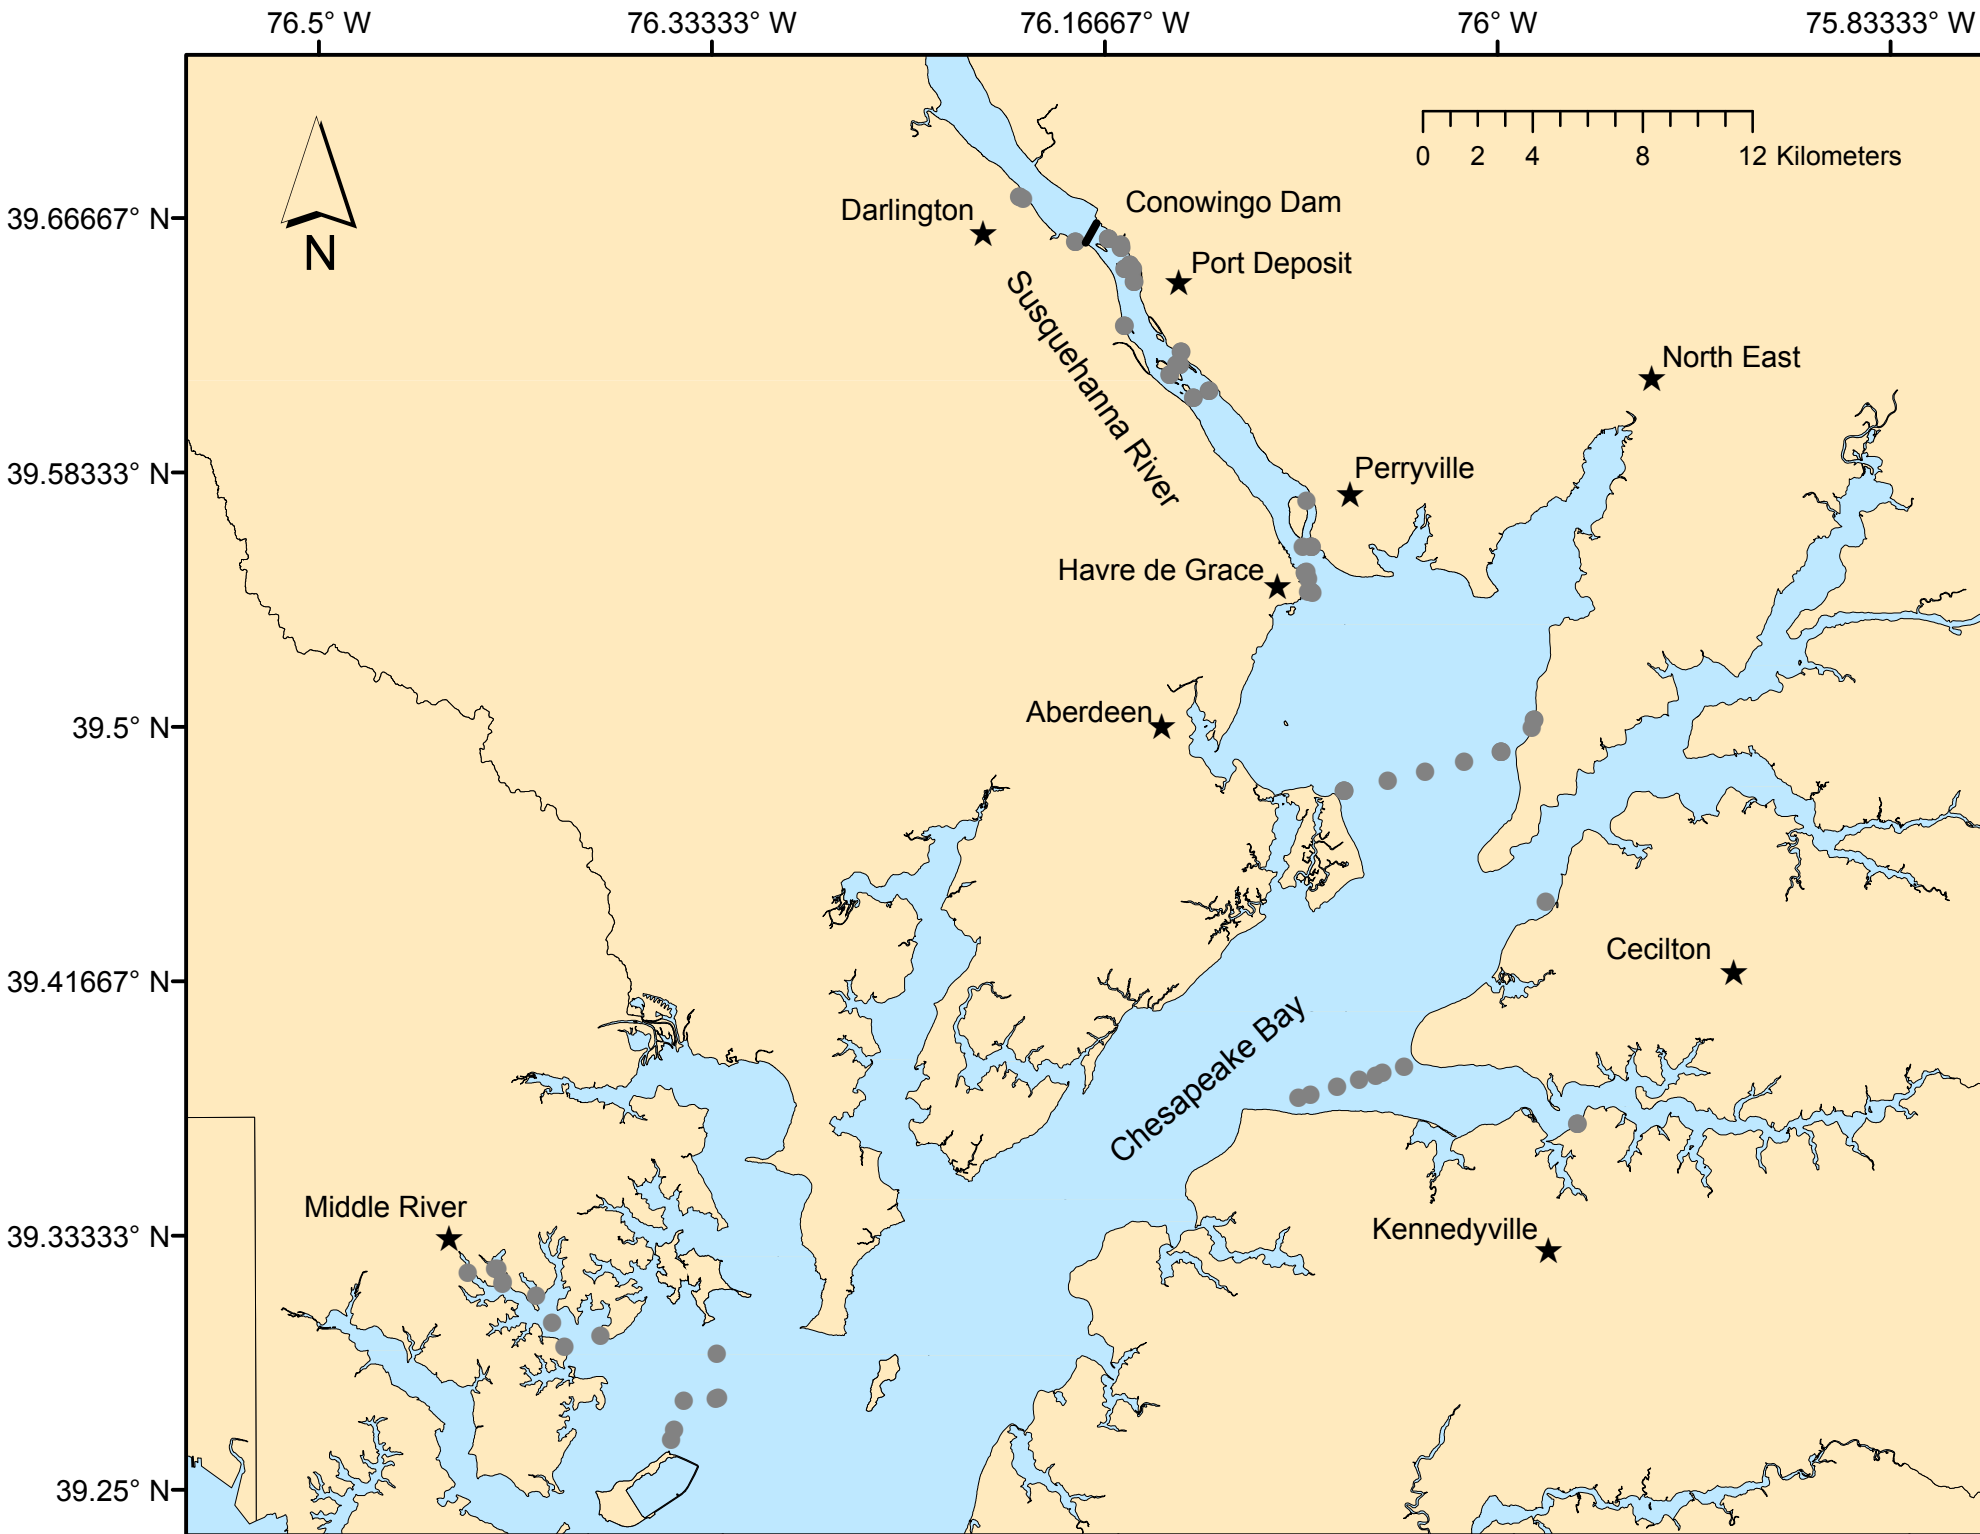 76.5° W
76.33333° W
76.16667° W
76° W
75.83333° W
0 2 4 8 12 Kilometers
N
39.66667° N
39.58333° N
39.5° N
39.41667° N
39.33333° N
39.25° N
Darlington
Conowingo Dam
Port Deposit
Susquehanna River
North East
Perryville
Havre de Grace
Aberdeen
Cecilton
Chesapeake Bay
Middle River
Kennedyville